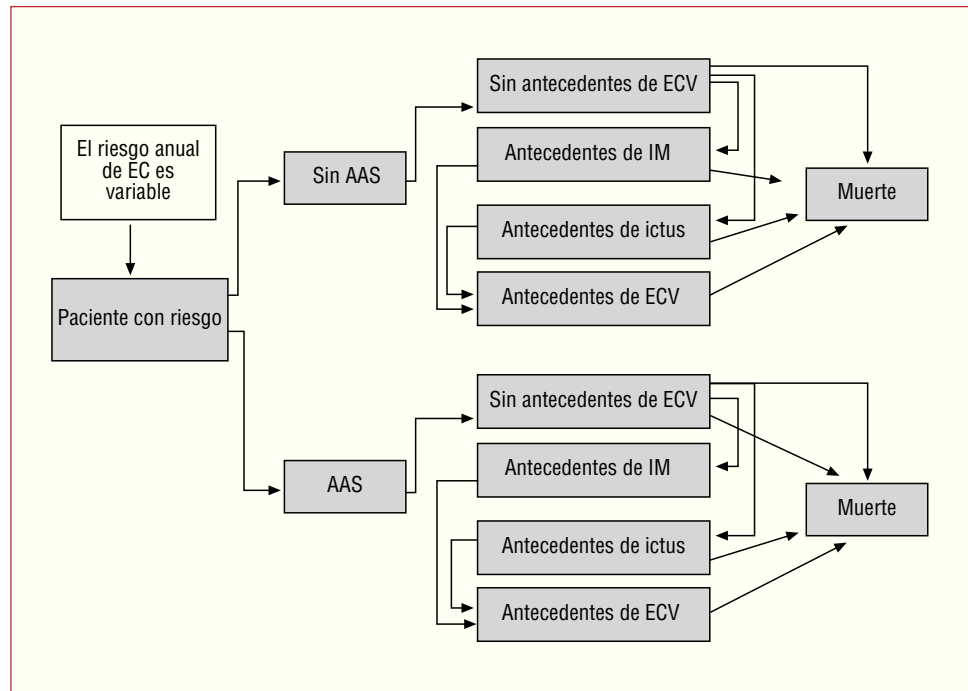 El riesgo anual
de EC es
variable
Paciente con riesgo
Sin AAS
Sin antecedentes de ECV
Antecedentes de IM
Antecedentes de ictus
Antecedentes de ECV
Muerte
AAS
Sin antecedentes de ECV
Antecedentes de IM
Antecedentes de ictus
Antecedentes de ECV
Muerte